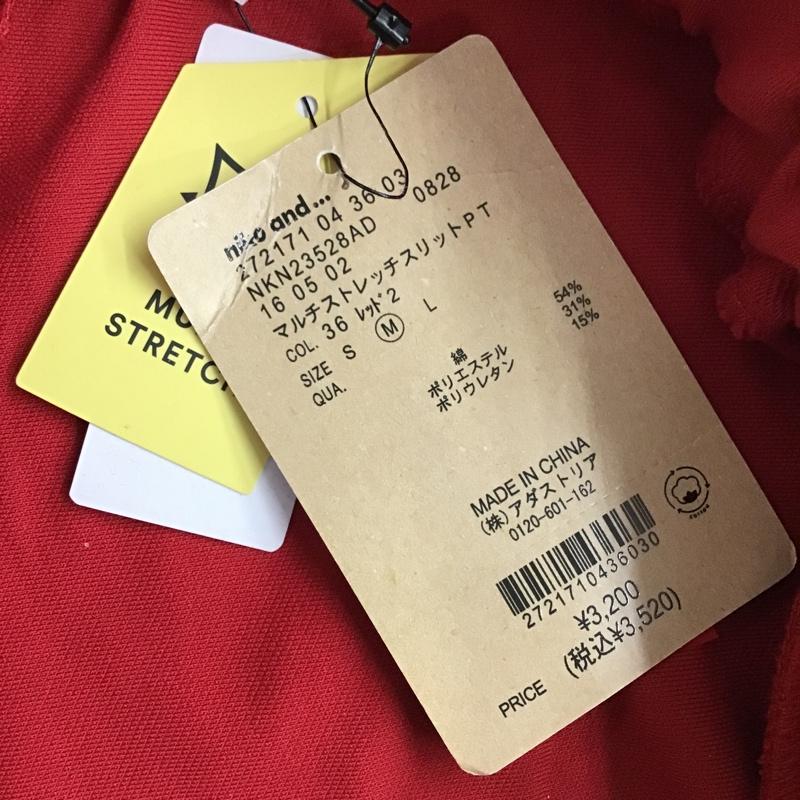 niko and...
272171 04 36 03
NKN23528AD 0828
16 05 02
マルチストレッチスリットPT
COL. 36 レッド2
SIZE S M L
QUA.
綿 54%
ポリエステル 31%
ポリウレタン 15%
MADE IN CHINA
(株)アダストリア
0120-601-162
2721710436030
¥3,200
PRICE (税込¥3,520)
MU
STRETC